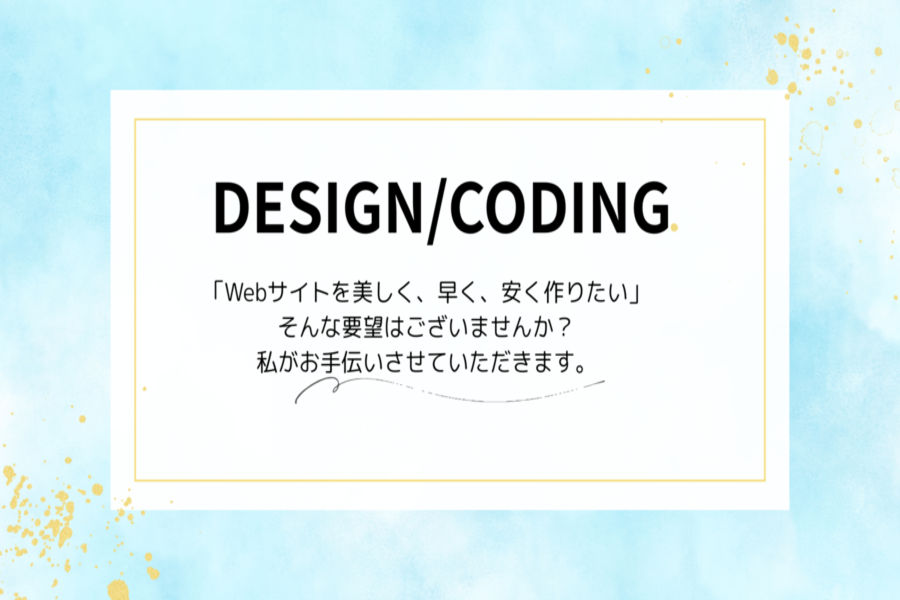 DESIGN/CODING
「Webサイトを美しく、早く、安く作りたい」
そんな要望はございませんか？
私がお手伝いさせていただきます。